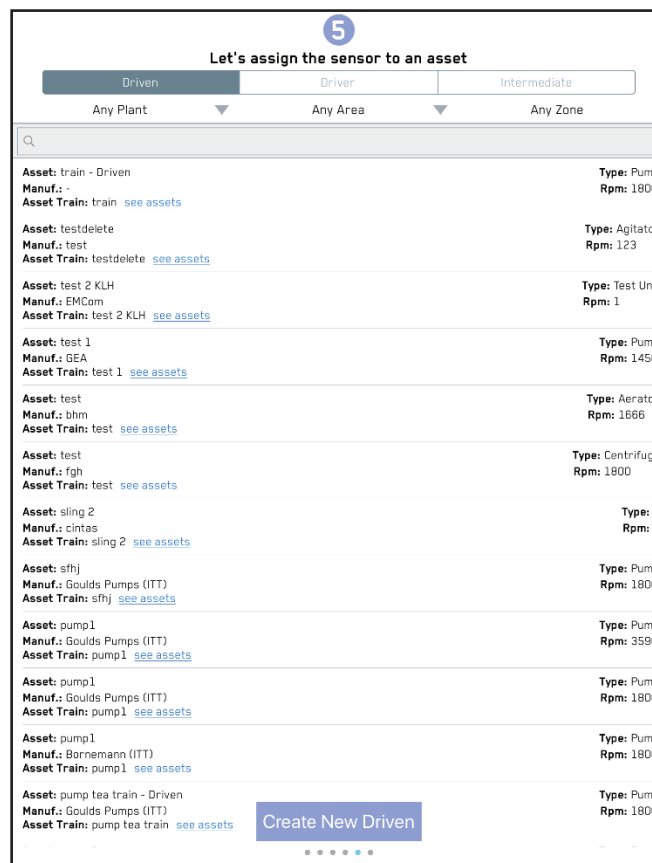 5
Let's assign the sensor to an asset
Driven Driver Intermediate
Any Plant Any Area Any Zone
Asset: train - Driven Type: Pum
Manuf.: - Rpm: 180
Asset Train: train see assets
Asset: testdelete Type: Agitato
Manuf.: test Rpm: 123
Asset Train: testdelete see assets
Asset: test 2 KLH Type: Test Un
Manuf.: EMCom Rpm: 1
Asset Train: test 2 KLH see assets
Asset: test 1 Type: Pum
Manuf.: GEA Rpm: 145
Asset Train: test 1 see assets
Asset: test Type: Aerato
Manuf.: bhm Rpm: 1666
Asset Train: test see assets
Asset: test Type: Centrifug
Manuf.: fgh Rpm: 1800
Asset Train: test see assets
Asset: sling 2 Type:
Manuf.: cintas Rpm:
Asset Train: sling 2 see assets
Asset: sfhj Type: Pum
Manuf.: Goulds Pumps (ITT) Rpm: 180
Asset Train: sfhj see assets
Asset: pump1 Type: Pum
Manuf.: Goulds Pumps (ITT) Rpm: 359
Asset Train: pump1 see assets
Asset: pump1 Type: Pum
Manuf.: Goulds Pumps (ITT) Rpm: 180
Asset Train: pump1 see assets
Asset: pump1 Type: Pum
Manuf.: Bornemann (ITT) Rpm: 180
Asset Train: pump1 see assets
Asset: pump tea train - Driven Type: Pum
Manuf.: Goulds Pumps (ITT) Rpm: 180
Asset Train: pump tea train see assets
Create New Driven